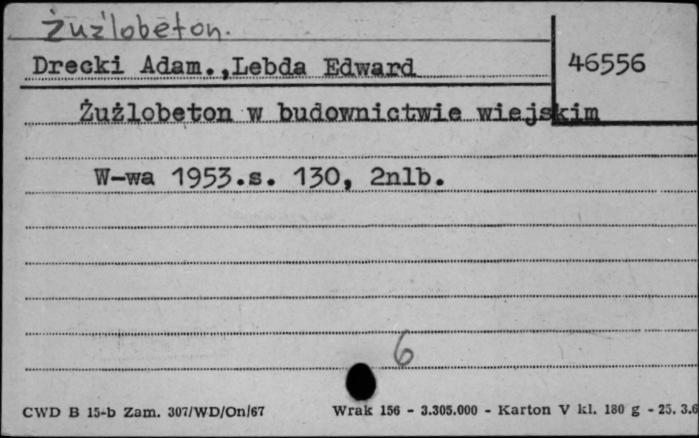 Żużlobeton.
Drecki Adam.,Lebda Edward
46556
Żużlobeton w budownictwie wiejskim
W-wa 1953.s. 130, 2nlb.
6
CWD B 15-b Zam. 307/WD/On/67 Wrak 156 - 3.305.000 - Karton V kl. 180 g - 25. 3.6